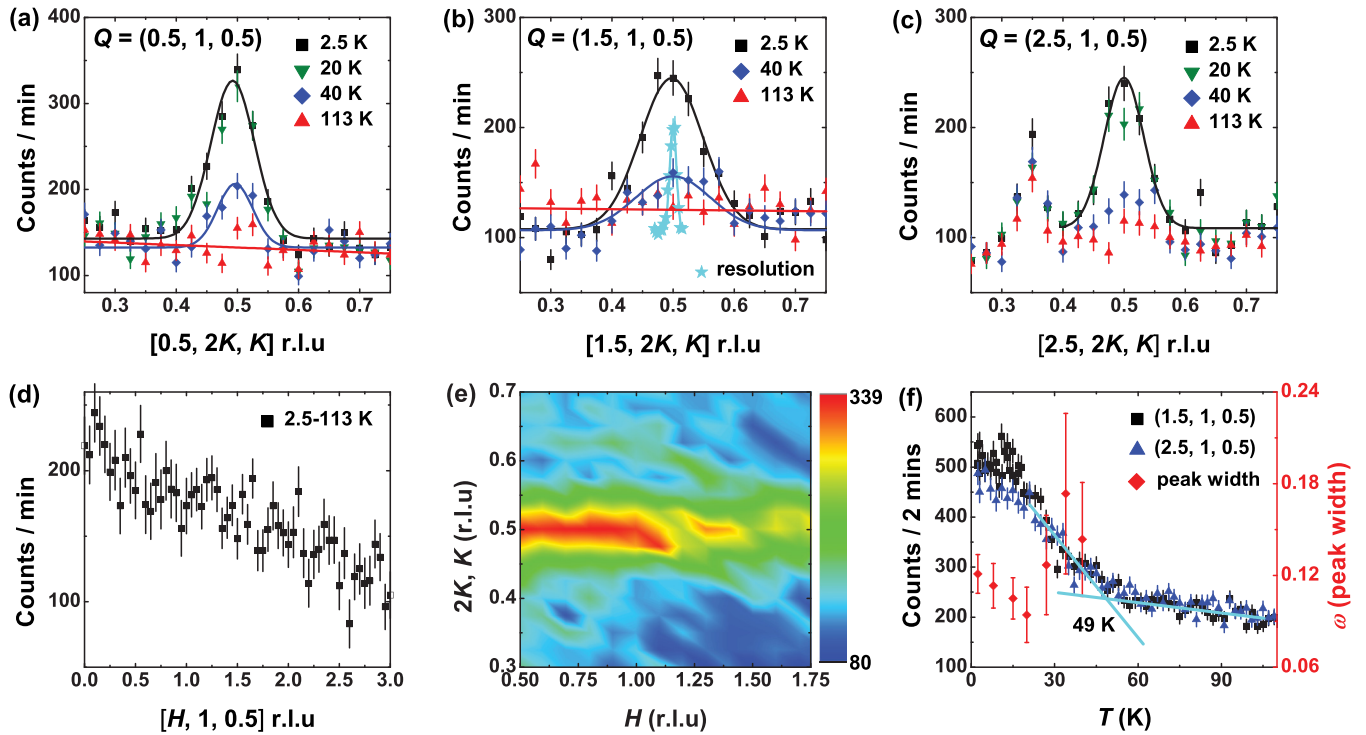 (a)
Q = (0.5, 1, 0.5)
2.5 K
20 K
40 K
113 K
Counts / min
400
300
200
100
0.3 0.4 0.5 0.6 0.7
[0.5, 2K, K] r.l.u
(b)
Q = (1.5, 1, 0.5)
2.5 K
40 K
113 K
resolution
Counts / min
300
200
100
0.3 0.4 0.5 0.6 0.7
[1.5, 2K, K] r.l.u
(c)
Q = (2.5, 1, 0.5)
2.5 K
20 K
40 K
113 K
Counts / min
300
200
100
0.3 0.4 0.5 0.6 0.7
[2.5, 2K, K] r.l.u
(d)
2.5-113 K
Counts / min
200
100
0.0 0.5 1.0 1.5 2.0 2.5 3.0
[H, 1, 0.5] r.l.u
(e)
2K, K (r.l.u)
0.7
0.6
0.5
0.4
0.3
0.50 0.75 1.00 1.25 1.50 1.75
H (r.l.u)
339
80
(f)
(1.5, 1, 0.5)
(2.5, 1, 0.5)
peak width
49 K
Counts / 2 mins
600
500
400
300
200
100
0 30 60 90
T (K)
0.24
0.18
0.12
0.06
ω (peak width)